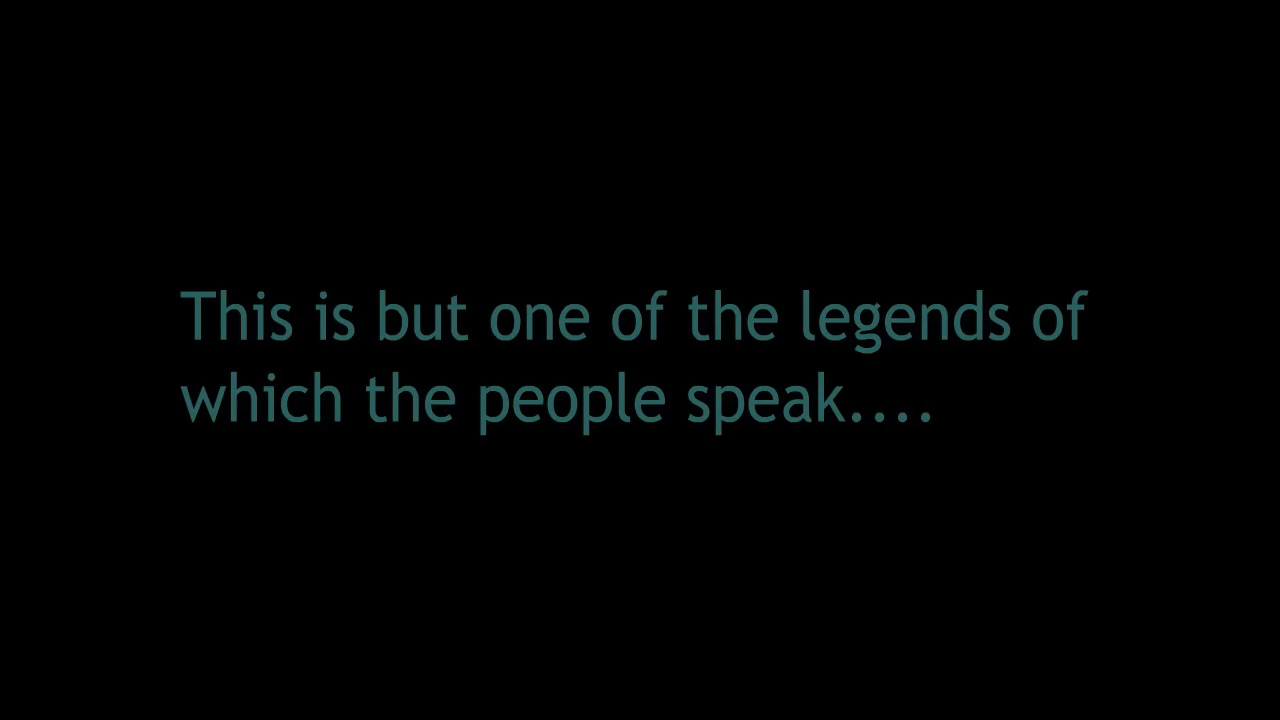 This is but one of the legends of
which the people speak....